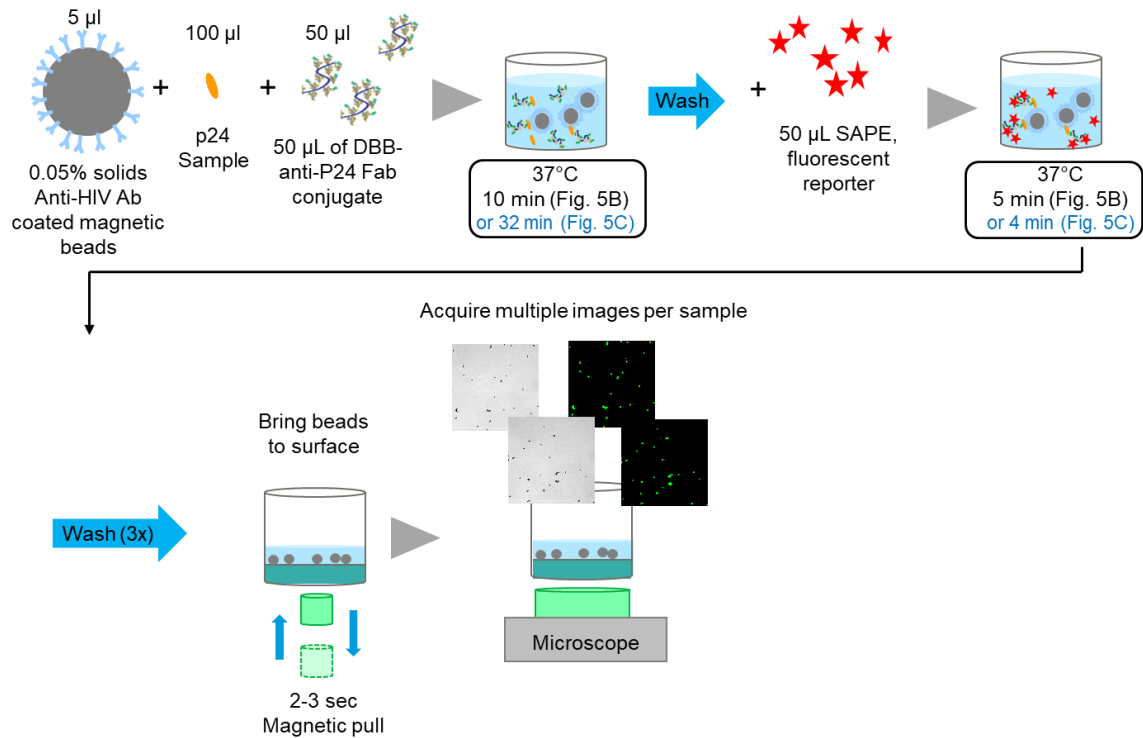 5 µl
+
100 µl
+
50 µl
0.05% solids
Anti-HIV Ab
coated magnetic
beads
p24
Sample
50 µL of DBB-
anti-P24 Fab
conjugate
37°C
10 min (Fig. 5B)
or 32 min (Fig. 5C)
Wash
+
50 µL SAPE,
fluorescent
reporter
37°C
5 min (Fig. 5B)
or 4 min (Fig. 5C)
Acquire multiple images per sample
Bring beads
to surface
Wash (3x)
Microscope
2-3 sec
Magnetic pull